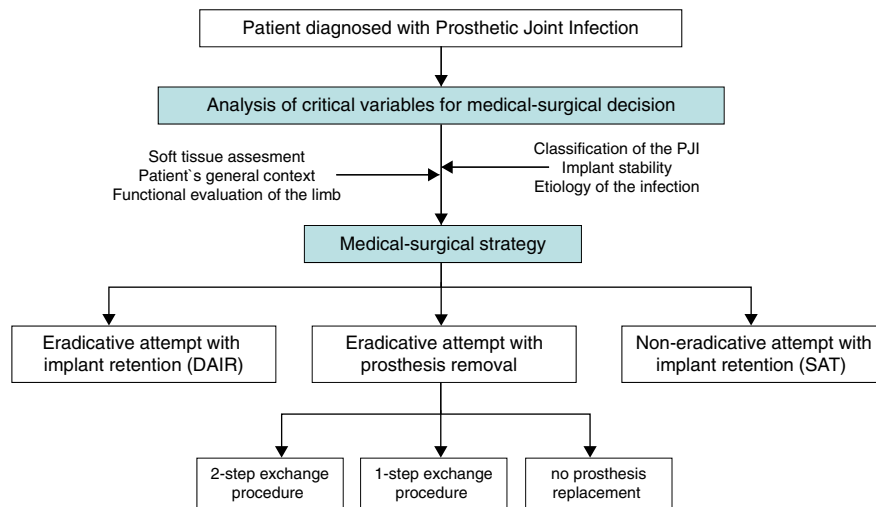 Patient diagnosed with Prosthetic Joint Infection
Analysis of critical variables for medical-surgical decision
Soft tissue assesment
Patient`s general context
Functional evaluation of the limb
Classification of the PJI
Implant stability
Etiology of the infection
Medical-surgical strategy
Eradicative attempt with
implant retention (DAIR)
Eradicative attempt with
prosthesis removal
Non-eradicative attempt with
implant retention (SAT)
2-step exchange
procedure
1-step exchange
procedure
no prosthesis
replacement